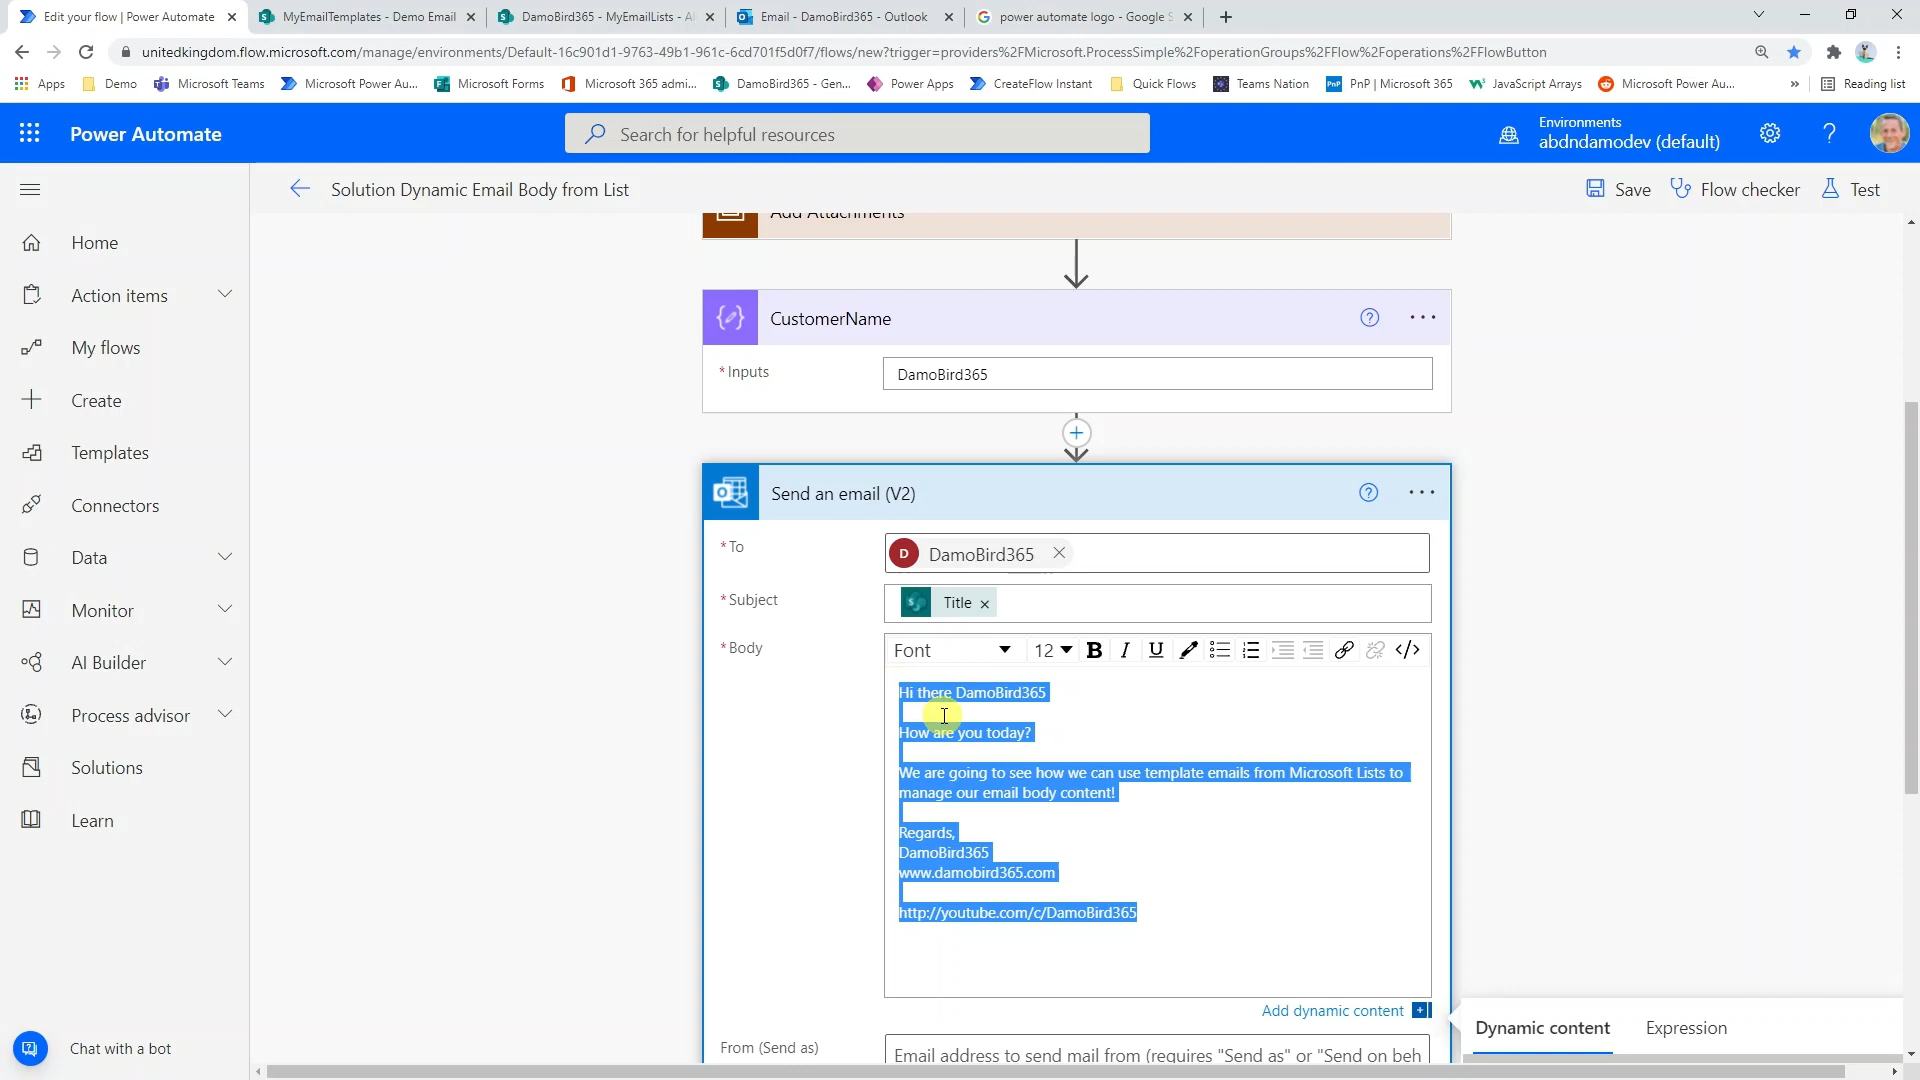 Edit your flow | Power Automate
MyEmailTemplates - Demo Email
DamoBird365 - MyEmailLists - Al
Email - DamoBird365 - Outlook
power automate logo - Google S
unitedkingdom.flow.microsoft.com/manage/environments/Default-16c901d1-9763-49b1-961c-6cd701f5d0f7/flows/new?trigger=providers%2FMicrosoft.ProcessSimple%2FoperationGroups%2FFlow%2Foperations%2FFlowButton
Apps
Demo
Microsoft Teams
Microsoft Power Au...
Microsoft Forms
Microsoft 365 admi...
DamoBird365 - Gen...
Power Apps
CreateFlow Instant
Quick Flows
Teams Nation
PnP | Microsoft 365
JavaScript Arrays
Microsoft Power Au...
»
Reading list
Power Automate
Search for helpful resources
Environments
abdndamodev (default)
Solution Dynamic Email Body from List
Save
Flow checker
Test
Home
Action items
My flows
Create
Templates
Connectors
Data
Monitor
AI Builder
Process advisor
Solutions
Learn
Chat with a bot
Add Attachments
CustomerName
* Inputs
DamoBird365
Send an email (V2)
* To
D DamoBird365
* Subject
Title
* Body
Font 12 B I U </>
Hi there DamoBird365
How are you today?
We are going to see how we can use template emails from Microsoft Lists to
manage our email body content!
Regards,
DamoBird365
www.damobird365.com
http://youtube.com/c/DamoBird365
Add dynamic content
From (Send as)
Email address to send mail from (requires "Send as" or "Send on beh
Dynamic content
Expression